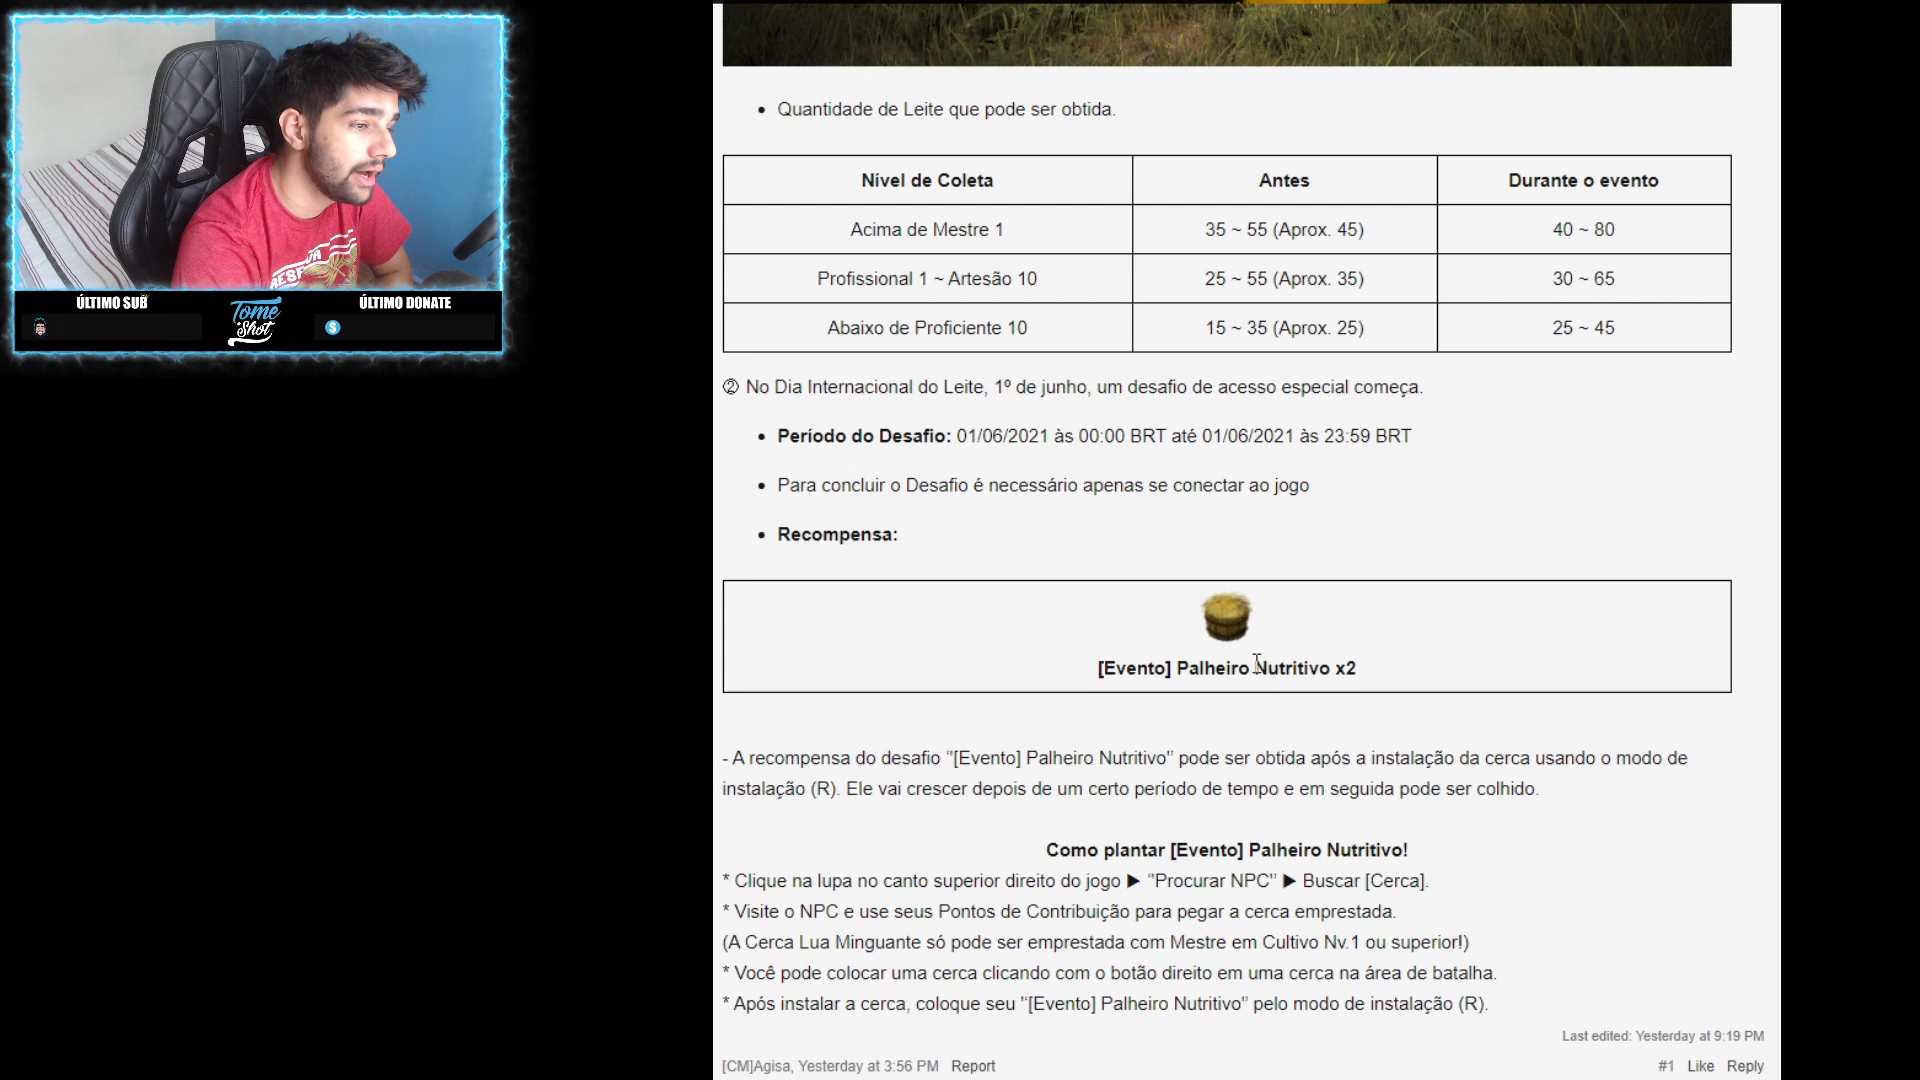 RESERVA
ÚLTIMO SUB
Tome Shot
ÚLTIMO DONATE
$
• Quantidade de Leite que pode ser obtida.
Nível de Coleta Antes Durante o evento
Acima de Mestre 1 35 ~ 55 (Aprox. 45) 40 ~ 80
Profissional 1 ~ Artesão 10 25 ~ 55 (Aprox. 35) 30 ~ 65
Abaixo de Proficiente 10 15 ~ 35 (Aprox. 25) 25 ~ 45
② No Dia Internacional do Leite, 1º de junho, um desafio de acesso especial começa.
• Período do Desafio: 01/06/2021 às 00:00 BRT até 01/06/2021 às 23:59 BRT
• Para concluir o Desafio é necessário apenas se conectar ao jogo
• Recompensa:
[Evento] Palheiro Nutritivo x2
- A recompensa do desafio "[Evento] Palheiro Nutritivo" pode ser obtida após a instalação da cerca usando o modo de
instalação (R). Ele vai crescer depois de um certo período de tempo e em seguida pode ser colhido.
Como plantar [Evento] Palheiro Nutritivo!
* Clique na lupa no canto superior direito do jogo ▶ "Procurar NPC" ▶ Buscar [Cerca].
* Visite o NPC e use seus Pontos de Contribuição para pegar a cerca emprestada.
(A Cerca Lua Minguante só pode ser emprestada com Mestre em Cultivo Nv.1 ou superior!)
* Você pode colocar uma cerca clicando com o botão direito em uma cerca na área de batalha.
* Após instalar a cerca, coloque seu "[Evento] Palheiro Nutritivo" pelo modo de instalação (R).
Last edited: Yesterday at 9:19 PM
[CM]Agisa, Yesterday at 3:56 PM Report #1 Like Reply